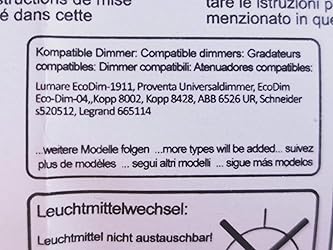 structions de mise
é dans cette
tare le istruzioni p
menzionato in qu
Kompatible Dimmer: Compatible dimmers: Gradateurs
compatibles: Dimmer compatibili: Atenuadores compatibles:
Lumare EcoDim-1911, Proventa Universaldimmer, EcoDim
Eco-Dim-04,,Kopp 8002, Kopp 8428, ABB 6526 UR, Schneider
s520512, Legrand 665114
...weitere Modelle folgen ...more types will be added... suivez
plus de modèles ... segui altri modelli ... sigue más modelos
Leuchtmittelwechsel:
Leuchtmittel nicht austauschbar!